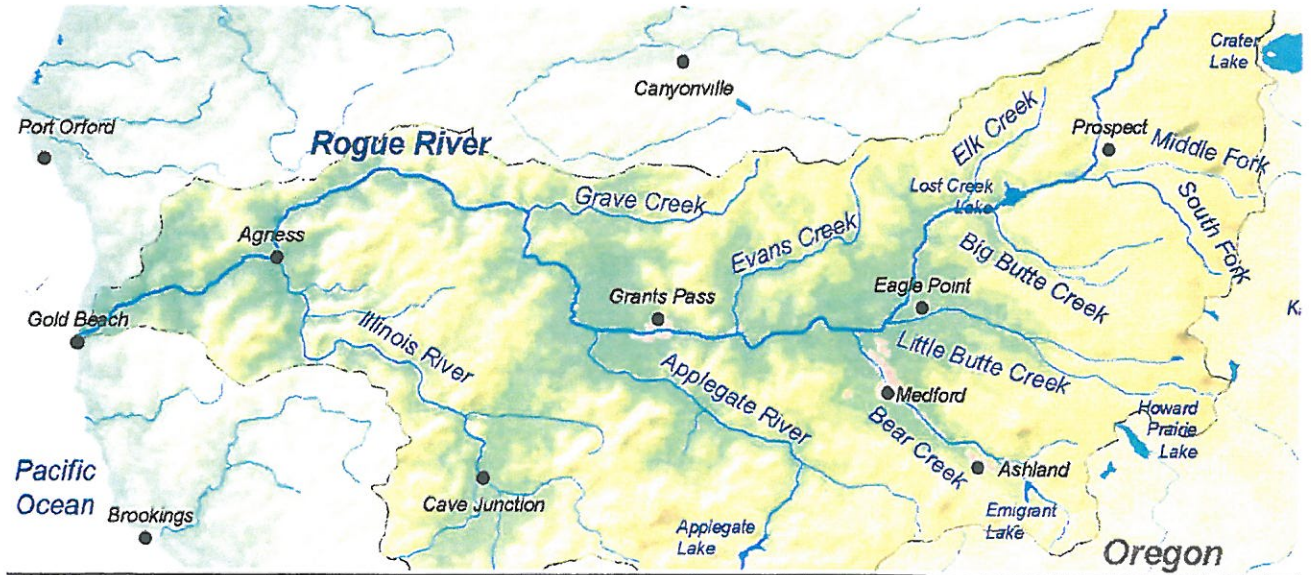 Crater
Lake
Canyonville
Port Orford
Prospect
Elk Creek
Middle Fork
Rogue River
Lost Creek
Lake
Grave Creek
South Fork
Agness
Evans Creek
Big Butte Creek
Eagle Point
Grants Pass
Gold Beach
Illinois River
Little Butte Creek
Applegate River
Medford
Howard
Prairie
Lake
Bear Creek
Pacific
Ocean
Ashland
Cave Junction
Brookings
Emigrant
Lake
Applegate
Lake
Oregon